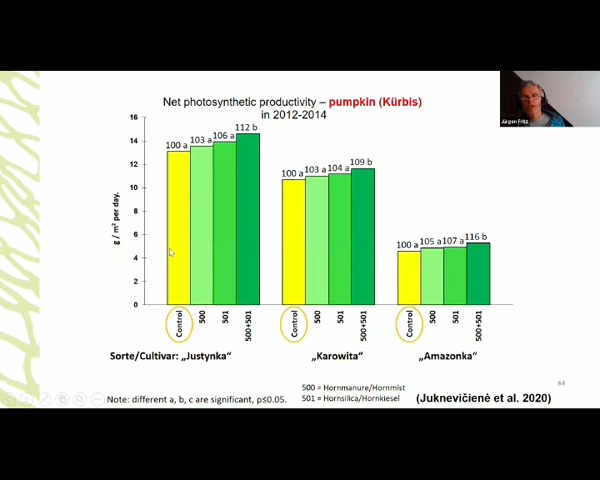 Net photosynthetic productivity – pumpkin (Kürbis)
in 2012-2014
Jürgen Fritz
g / m² per day.
16
14
12
10
8
6
4
2
0
100 a
103 a
106 a
112 b
100 a
103 a
104 a
109 b
100 a
105 a
107 a
116 b
Control
500
501
500+501
Control
500
501
500+501
Control
500
501
500+501
Sorte/Cultivar: „Justynka“
„Karowita“
„Amazonka“
64
500 = Hornmanure/Hornmist
501 = Hornsilica/Hornkiesel
Note: different a, b, c are significant, p≤0.05.
(Juknevičienė et al. 2020)